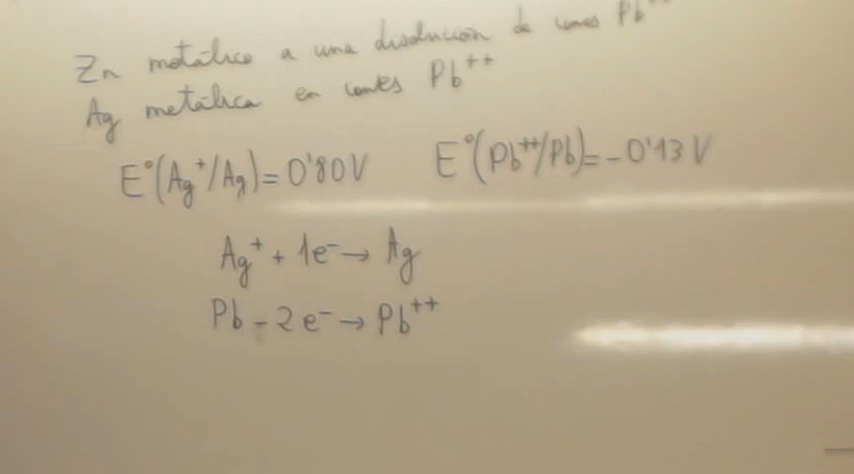 Zn metálico a una disolución de iones Pb⁺⁺
Ag metálica en iones Pb⁺⁺
E°(Ag⁺/Ag)= 0'80V E°(Pb⁺⁺/Pb)= -0'13 V
Ag⁺ + 1e⁻ → Ag
Pb - 2e⁻ → Pb⁺⁺